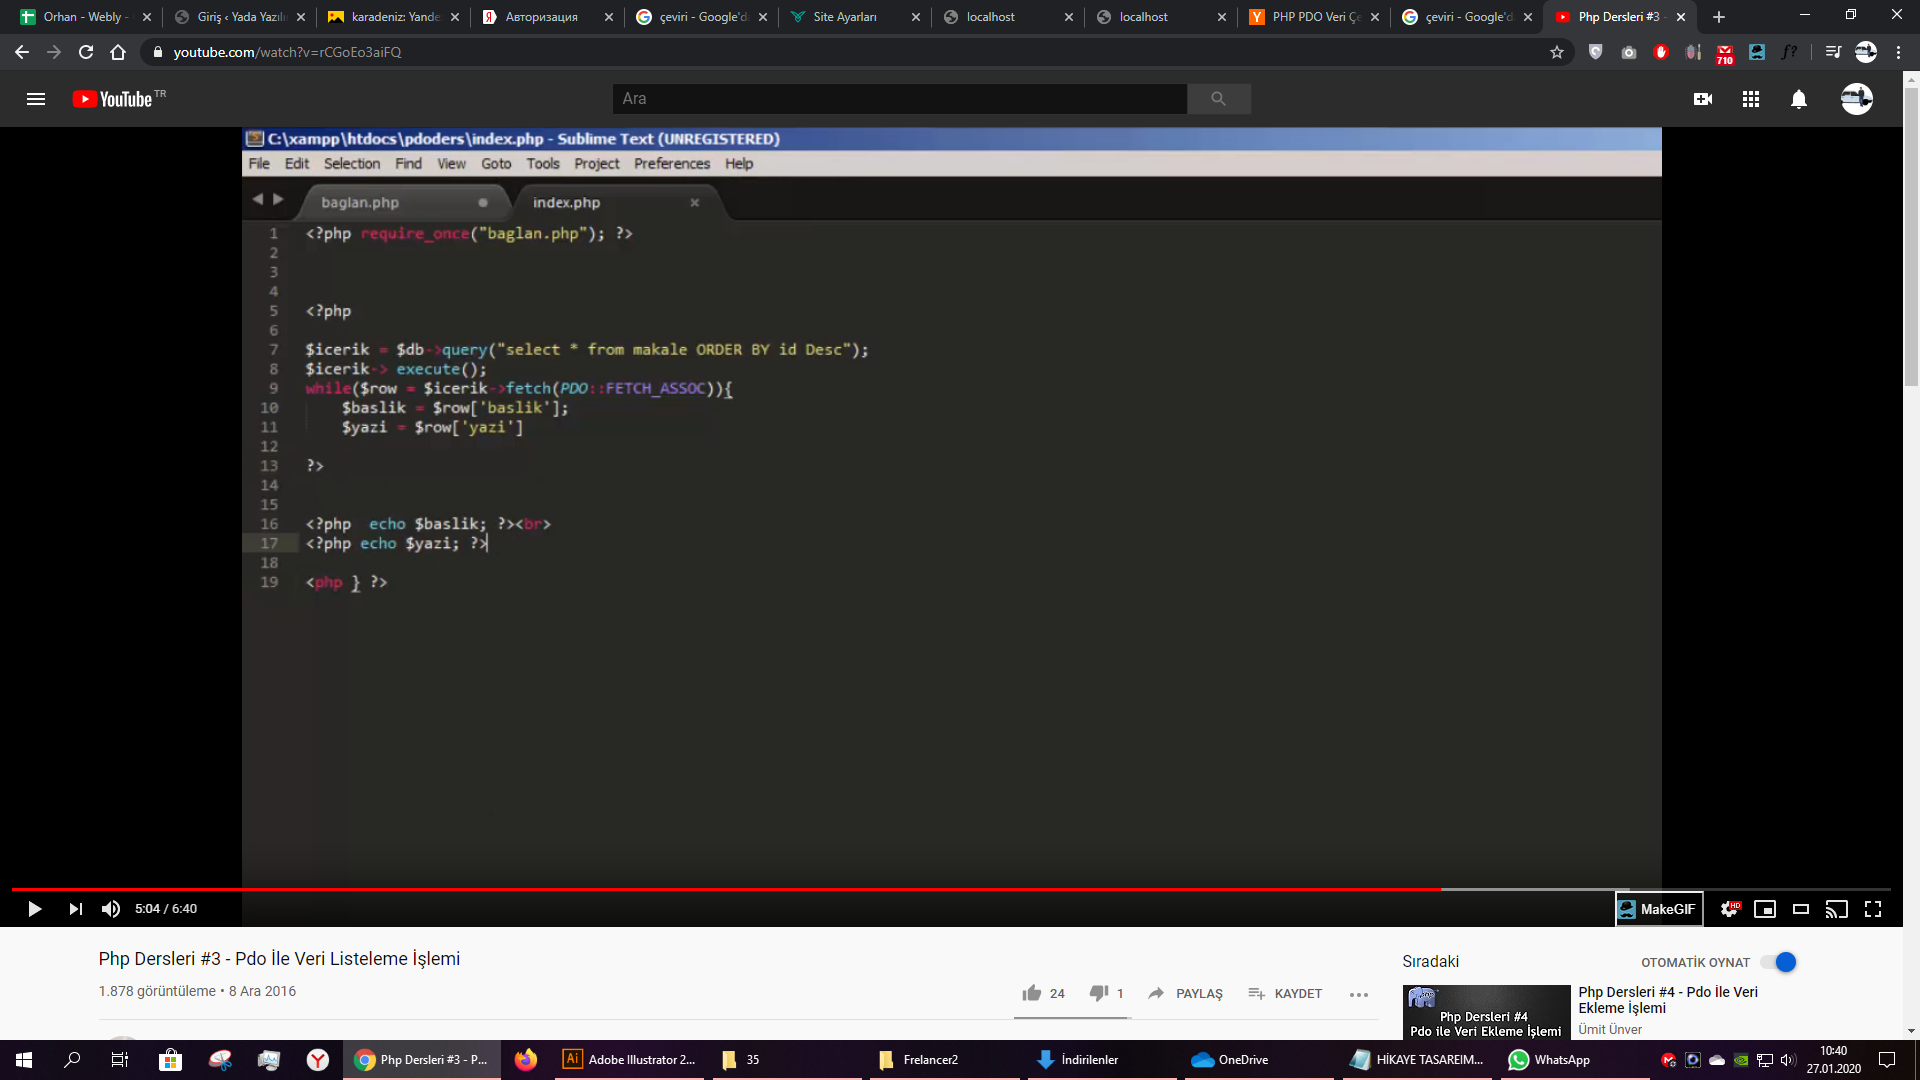 Orhan - Webly -
Giriş ‹ Yada Yazılı
karadeniz: Yande
Авторизация
çeviri - Google'd
Site Ayarları
localhost
localhost
PHP PDO Veri Çe
çeviri - Google'd
Php Dersleri #3 -
youtube.com/watch?v=rCGoEo3aiFQ
710
f?
YouTube TR
Ara
C:\xampp\htdocs\pdoders\index.php - Sublime Text (UNREGISTERED)
File Edit Selection Find View Goto Tools Project Preferences Help
baglan.php
index.php
1 <?php require_once("baglan.php"); ?>
2
3
4
5 <?php
6
7 $icerik = $db->query("select * from makale ORDER BY id Desc");
8 $icerik-> execute();
9 while($row = $icerik->fetch(PDO::FETCH_ASSOC)){
10 $baslik = $row['baslik'];
11 $yazi = $row['yazi']
12
13 ?>
14
15
16 <?php  echo $baslik; ?><br>
17 <?php echo $yazi; ?>
18
19 <php } ?>
5:04 / 6:40
MakeGIF
HD
Php Dersleri #3 - Pdo İle Veri Listeleme İşlemi
1.878 görüntüleme • 8 Ara 2016
24
1
PAYLAŞ
KAYDET
Sıradaki
OTOMATİK OYNAT
Php Dersleri #4
Pdo ile Veri Ekleme İşlemi
Php Dersleri #4 - Pdo İle Veri
Ekleme İşlemi
Ümit Ünver
Php Dersleri #3 - P...
Adobe Illustrator 2...
35
Frelancer2
İndirilenler
OneDrive
HİKAYE TASAREIM...
WhatsApp
10:40
27.01.2020